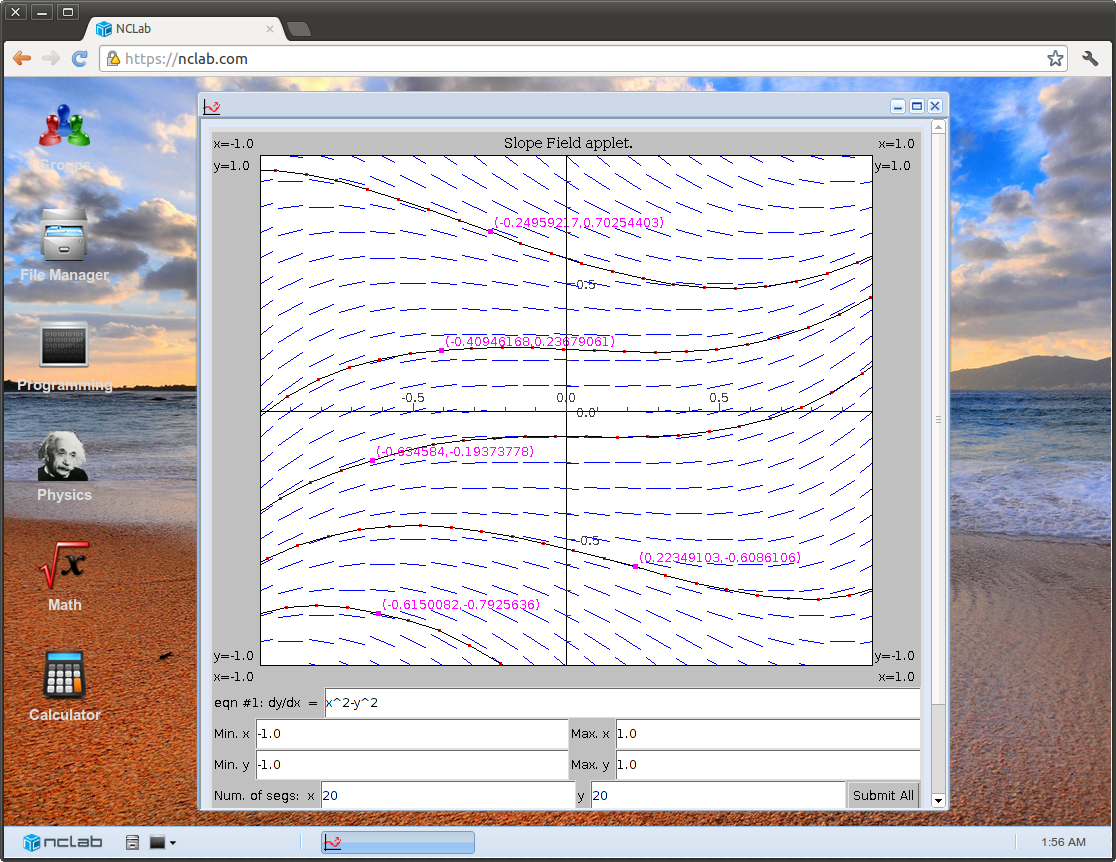 NCLab
https://nclab.com
Groups
File Manager
Programming
Physics
Math
Calculator
Slope Field applet.
x=-1.0
x=1.0
y=1.0
y=1.0
(-0.24959217,0.70254403)
0.5
(-0.40946168,0.23679061)
-0.5
0.0
0.5
0.0
(-0.634584,-0.19373778)
-0.5
(0.22349103,-0.6086106)
(-0.6150082,-0.7925636)
y=-1.0
y=-1.0
x=-1.0
x=1.0
eqn #1: dy/dx = x^2-y^2
Min. x -1.0 Max. x 1.0
Min. y -1.0 Max. y 1.0
Num. of segs: x 20 y 20 Submit All
nclab
1:56 AM